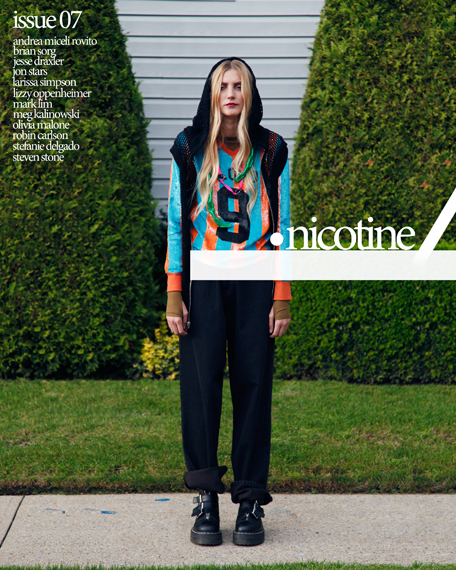 issue 07
andrea miceli rovito
brian sorg
jesse draxler
jon stars
larissa simpson
lizzy oppenheimer
mark lim
meg kalinowski
olivia malone
robin carlson
stefanie delgado
steven stone
9
.nicotine/